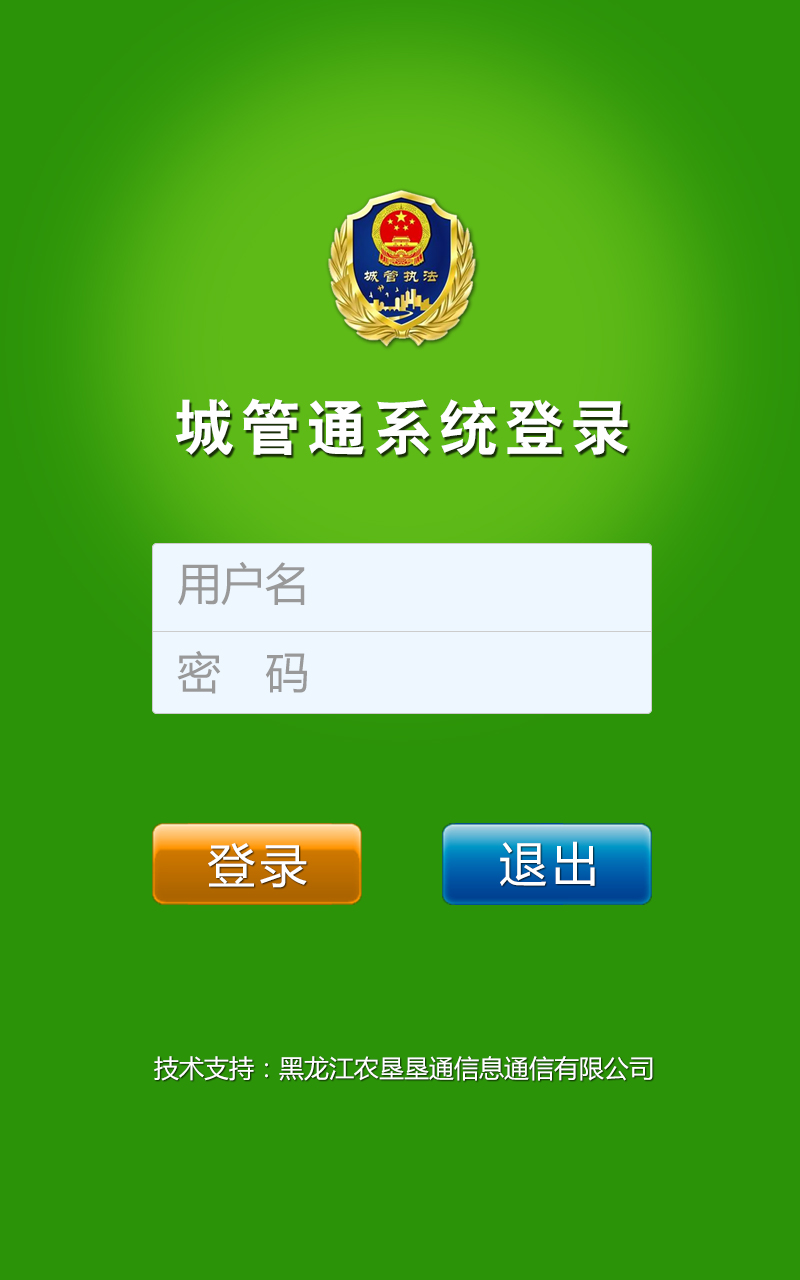 城管执法
城管通系统登录
用户名
密 码
登录
退出
技术支持：黑龙江农垦垦通信息通信有限公司